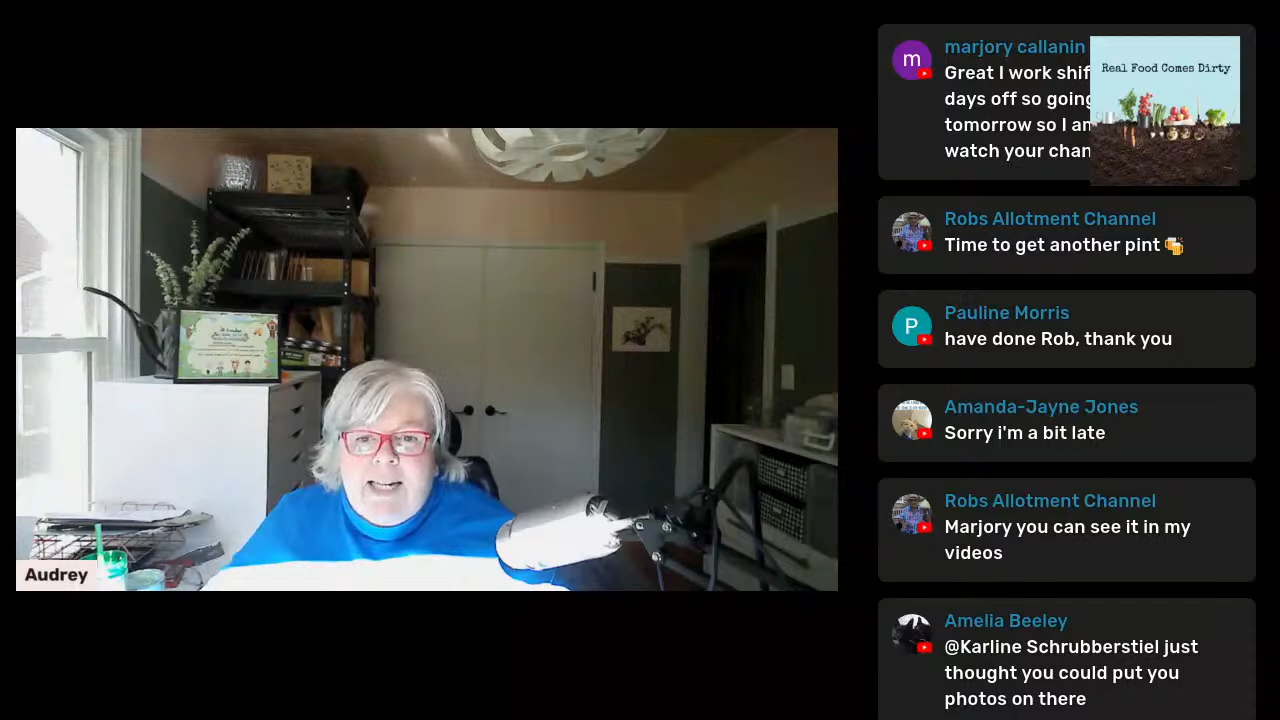 marjory callanin
Great I work shif
days off so going
tomorrow so I am
watch your chan
Real Food Comes Dirty
Robs Allotment Channel
Time to get another pint
Pauline Morris
have done Rob, thank you
Amanda-Jayne Jones
Sorry i'm a bit late
Robs Allotment Channel
Marjory you can see it in my
videos
Amelia Beeley
@Karline Schrubberstiel just
thought you could put you
photos on there
m
P
Audrey